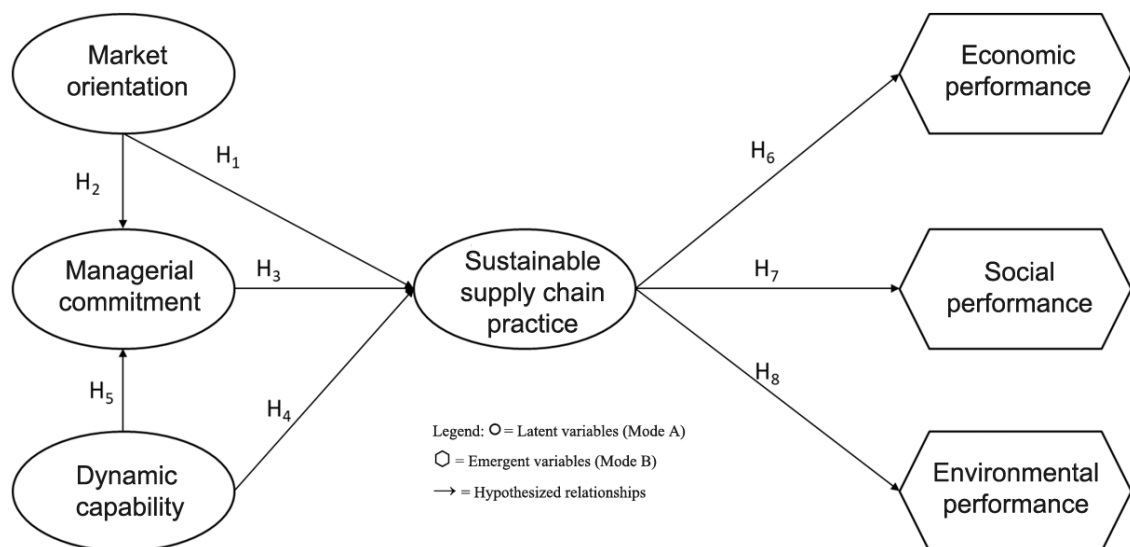 Market
orientation
Economic
performance
H₁
H₆
H₂
Managerial
commitment
H₃
Sustainable
supply chain
practice
H₇
Social
performance
H₅
H₄
H₈
Legend: O = Latent variables (Mode A)
⬡ = Emergent variables (Mode B)
→ = Hypothesized relationships
Dynamic
capability
Environmental
performance